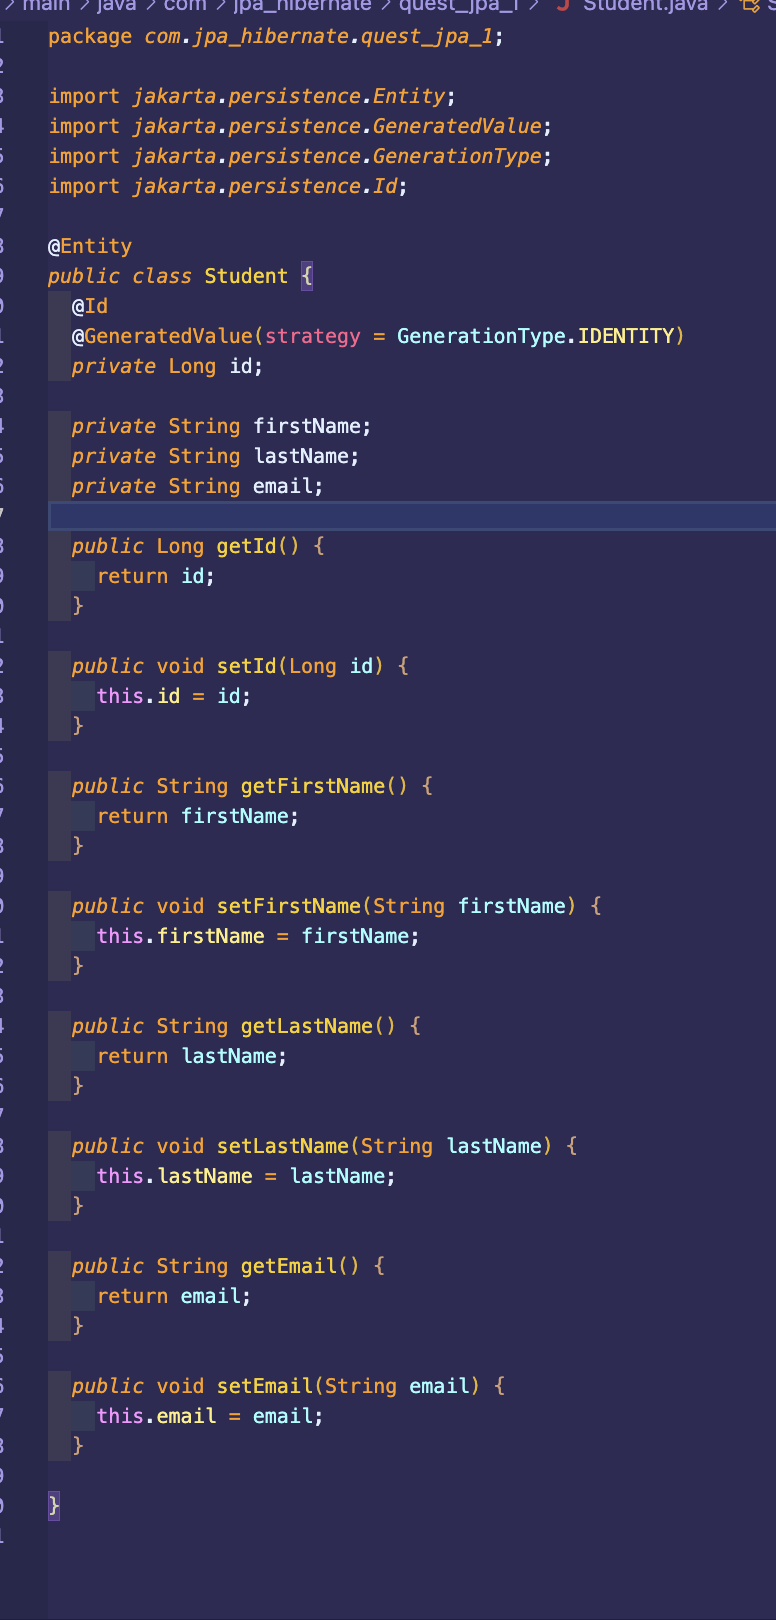 main > java > com > jpa_hibernate > quest_jpa_1 > J Student.java >
package com.jpa_hibernate.quest_jpa_1;
import jakarta.persistence.Entity;
import jakarta.persistence.GeneratedValue;
import jakarta.persistence.GenerationType;
import jakarta.persistence.Id;
@Entity
public class Student {
@Id
@GeneratedValue(strategy = GenerationType.IDENTITY)
private Long id;
private String firstName;
private String lastName;
private String email;
public Long getId() {
return id;
}
public void setId(Long id) {
this.id = id;
}
public String getFirstName() {
return firstName;
}
public void setFirstName(String firstName) {
this.firstName = firstName;
}
public String getLastName() {
return lastName;
}
public void setLastName(String lastName) {
this.lastName = lastName;
}
public String getEmail() {
return email;
}
public void setEmail(String email) {
this.email = email;
}
}